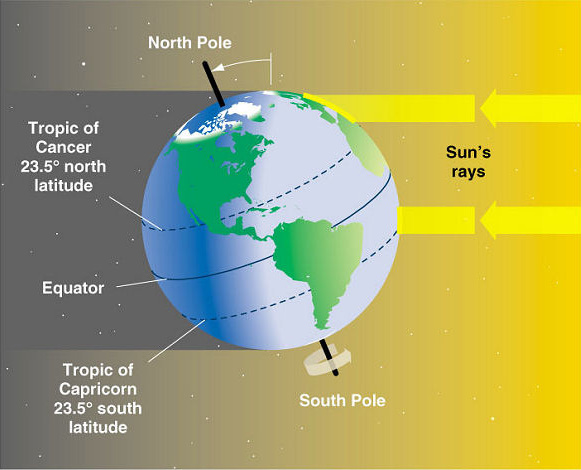 North Pole
Tropic of
Cancer
23.5° north
latitude
Sun's
rays
Equator
Tropic of
Capricorn
23.5° south
latitude
South Pole